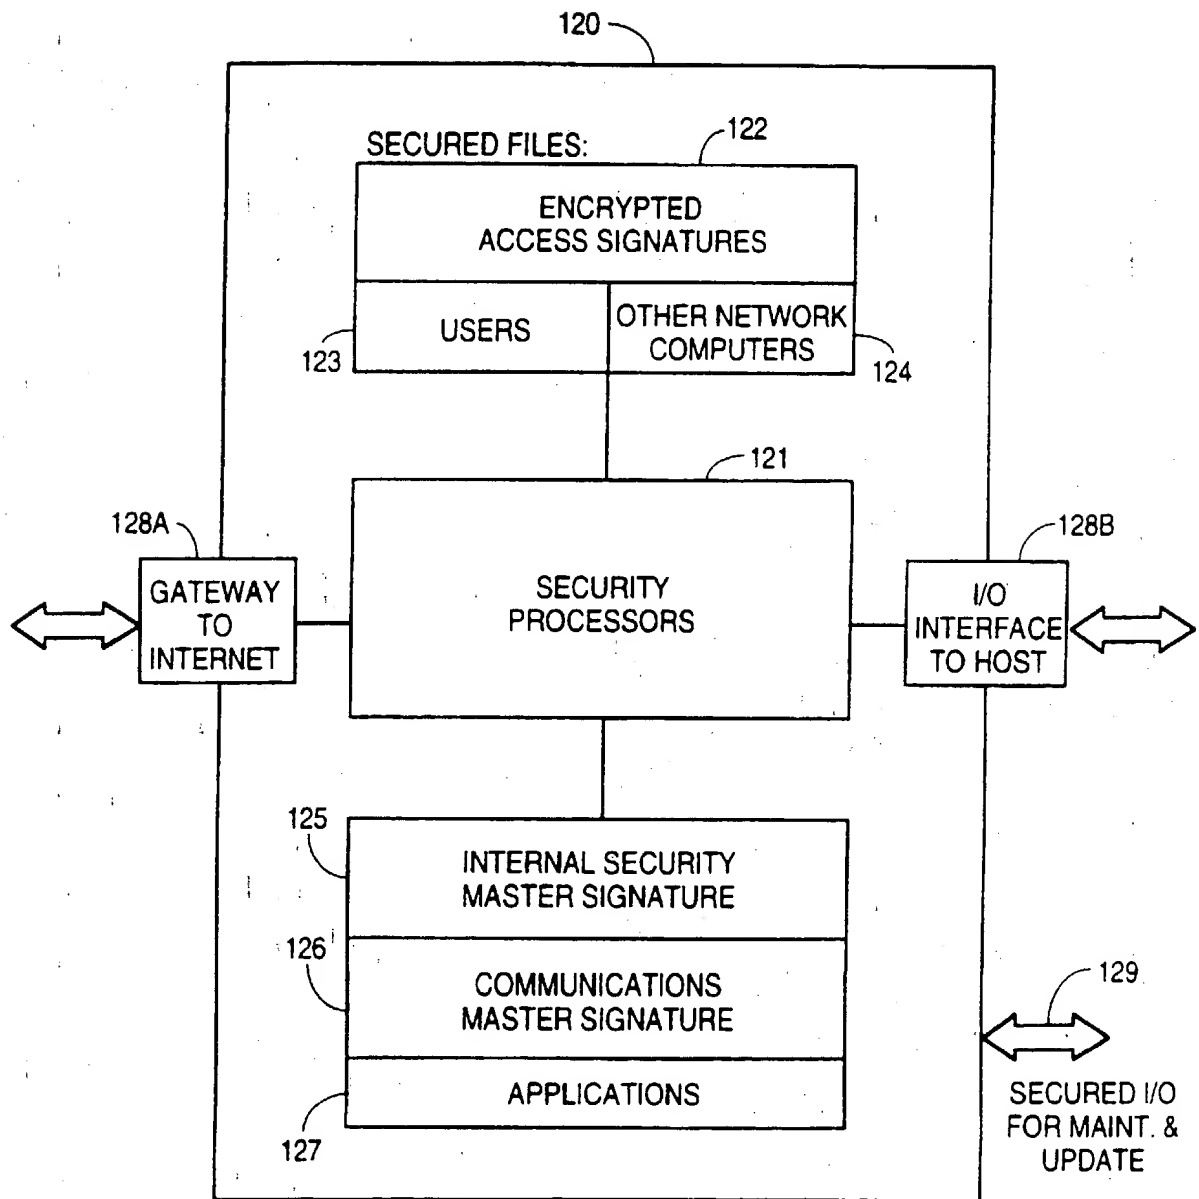 120
SECURED FILES:
122
ENCRYPTED
ACCESS SIGNATURES
USERS
OTHER NETWORK
COMPUTERS
123
124
121
128A
128B
GATEWAY
TO
INTERNET
SECURITY
PROCESSORS
I/O
INTERFACE
TO HOST
125
INTERNAL SECURITY
MASTER SIGNATURE
126
COMMUNICATIONS
MASTER SIGNATURE
129
APPLICATIONS
127
SECURED I/O
FOR MAINT. &
UPDATE